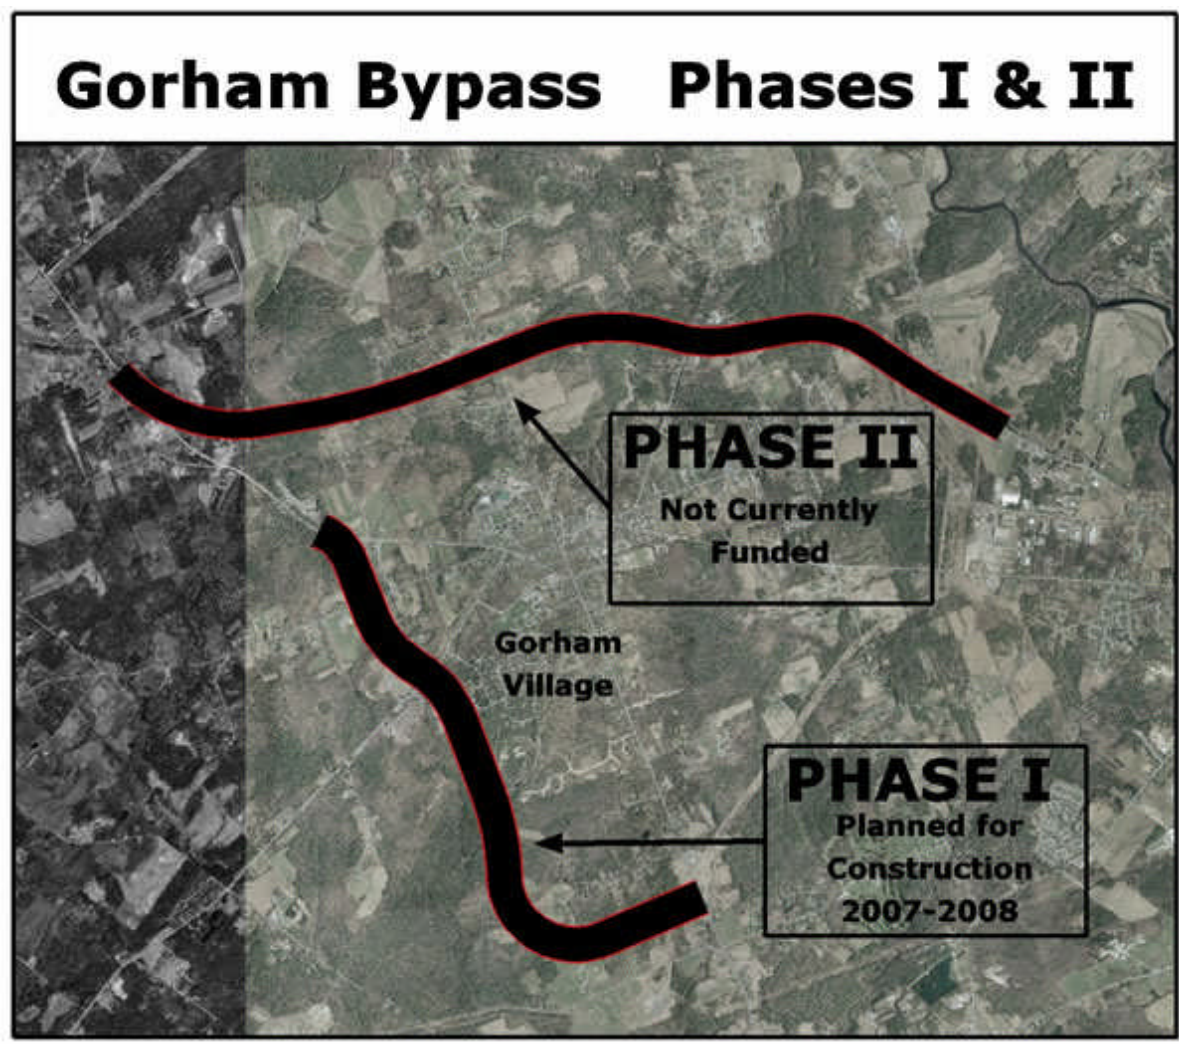 Gorham Bypass Phases I & II
PHASE II
Not Currently
Funded
Gorham
Village
PHASE I
Planned for
Construction
2007-2008